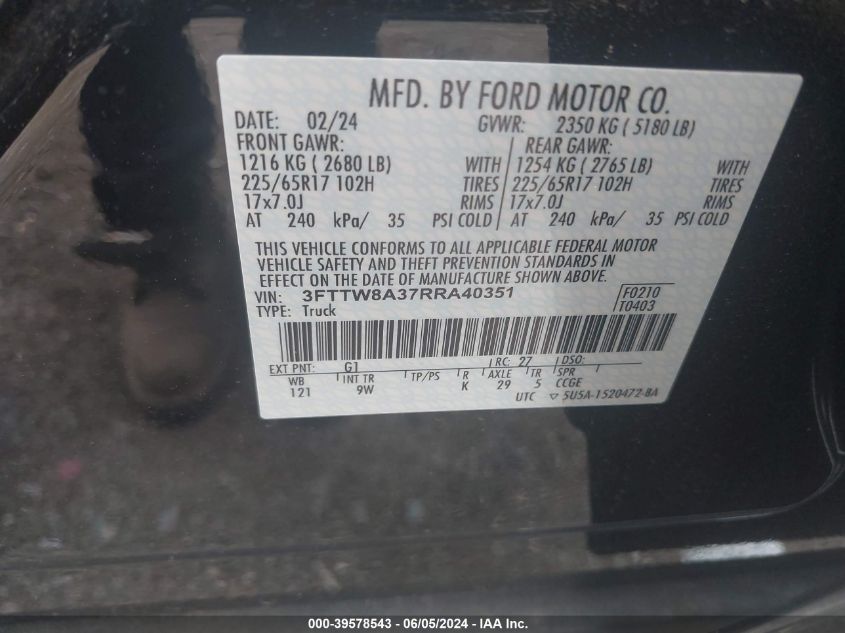 MFD. BY FORD MOTOR CO.
DATE: 02/24 GVWR: 2350 KG ( 5180 LB)
FRONT GAWR: REAR GAWR:
1216 KG ( 2680 LB) WITH 1254 KG ( 2765 LB) WITH
225/65R17 102H TIRES 225/65R17 102H TIRES
17x7.0J RIMS 17x7.0J RIMS
AT 240 kPa/ 35 PSI COLD AT 240 kPa/ 35 PSI COLD
THIS VEHICLE CONFORMS TO ALL APPLICABLE FEDERAL MOTOR
VEHICLE SAFETY AND THEFT PREVENTION STANDARDS IN
EFFECT ON THE DATE OF MANUFACTURE SHOWN ABOVE.
VIN: 3FTTW8A37RRA40351 F0210
TYPE: Truck T0403
EXT PNT: G1 RC: 27 DSO:
WB INT TR TP/PS R AXLE TR SPR
121 9W K 29 5 CCGE
UTC ▽ 5U5A-1520472-BA
000-39578543 - 06/05/2024 - IAAI.com Inc.